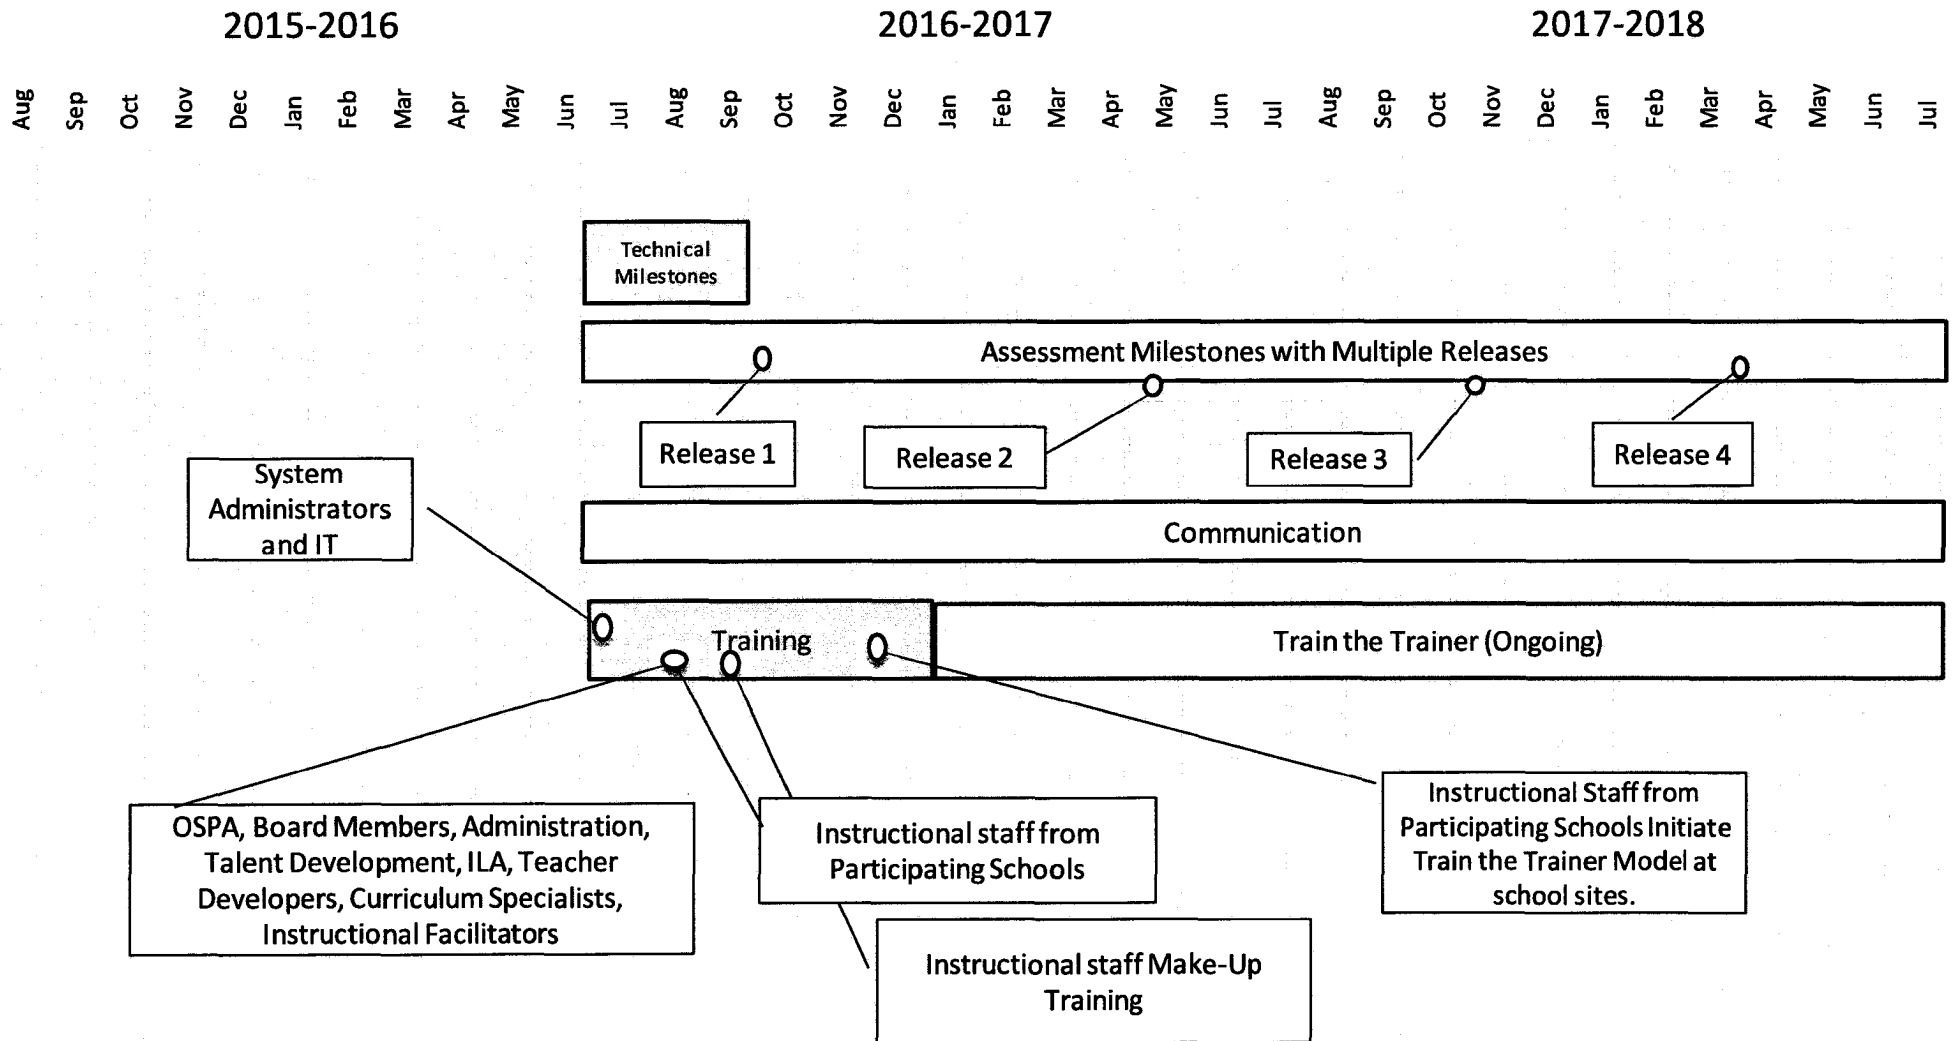 2015-2016
2016-2017
2017-2018
Aug
Sep
Oct
Nov
Dec
Jan
Feb
Mar
Apr
May
Jun
Jul
Aug
Sep
Oct
Nov
Dec
Jan
Feb
Mar
Apr
May
Jun
Jul
Aug
Sep
Oct
Nov
Dec
Jan
Feb
Mar
Apr
May
Jun
Jul
Technical
Milestones
Assessment Milestones with Multiple Releases
Release 1
Release 2
Release 3
Release 4
System
Administrators
and IT
Communication
Training
Train the Trainer (Ongoing)
OSPA, Board Members, Administration,
Talent Development, ILA, Teacher
Developers, Curriculum Specialists,
Instructional Facilitators
Instructional staff from
Participating Schools
Instructional staff Make-Up
Training
Instructional Staff from
Participating Schools Initiate
Train the Trainer Model at
school sites.